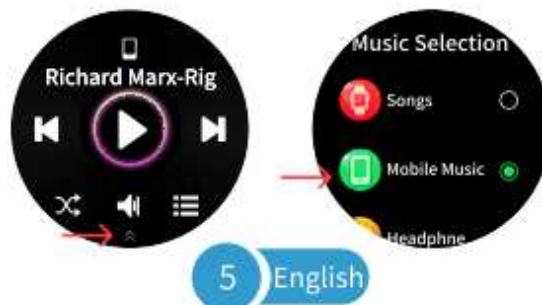 Richard Marx-Rig
Music Selection
Songs
Mobile Music
Headphne
5 English